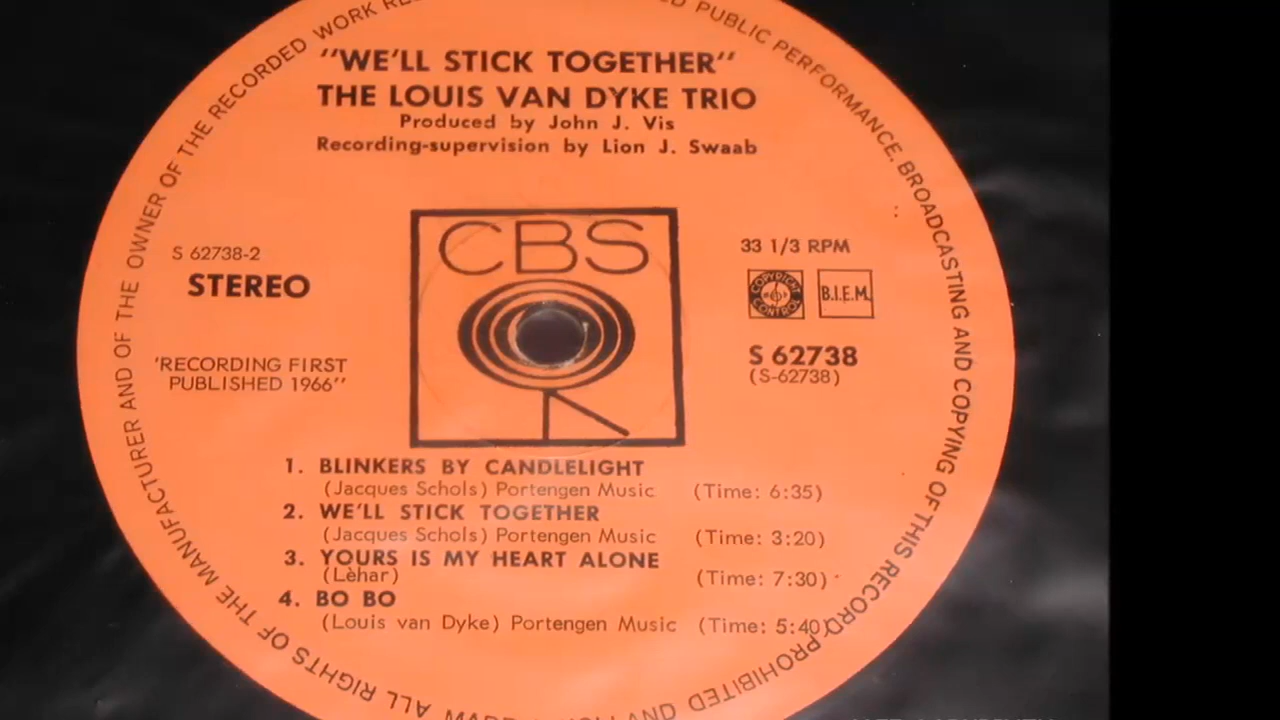 "WE'LL STICK TOGETHER"
THE LOUIS VAN DYKE TRIO
Produced by John J. Vis
Recording-supervision by Lion J. Swaab
CBS
S 62738-2
STEREO
'RECORDING FIRST
PUBLISHED 1966"
33 1/3 RPM
COPYRIGHT CONTROL
B.I.E.M.
S 62738
(S-62738)
1. BLINKERS BY CANDLELIGHT
(Jacques Schols) Portengen Music (Time: 6:35)
2. WE'LL STICK TOGETHER
(Jacques Schols) Portengen Music (Time: 3:20)
3. YOURS IS MY HEART ALONE
(Lèhar) (Time: 7:30)
4. BO BO
(Louis van Dyke) Portengen Music (Time: 5:40)
ALL RIGHTS OF THE MANUFACTURER AND OF THE OWNER OF THE RECORDED WORK
PUBLIC PERFORMANCE, BROADCASTING AND COPYING OF THIS RECORD PROHIBITED